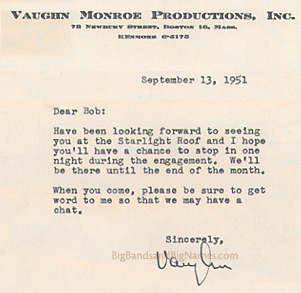 VAUGHN MONROE PRODUCTIONS, INC.
73 NEWBURY STREET, BOSTON 16, MASS.
KENMORE 6-3173
September 13, 1951
Dear Bob:
Have been looking forward to seeing
you at the Starlight Roof and I hope
you'll have a chance to stop in one
night during the engagement. We'll
be there until the end of the month.
When you come, please be sure to get
word to me so that we may have a
chat.
Sincerely,
Vaughn
BigBandsandBigNames.com